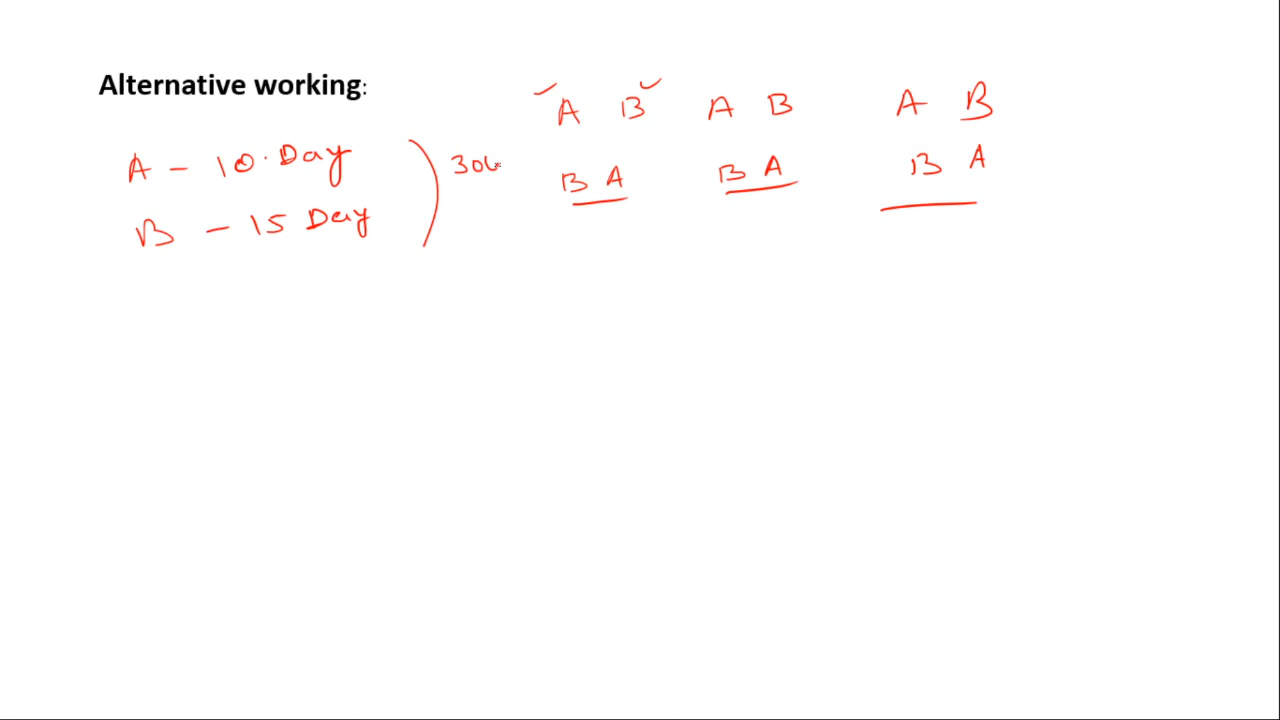 Alternative working:
A B A B A B
A - 10 Day
B A B A B A
B - 15 Day